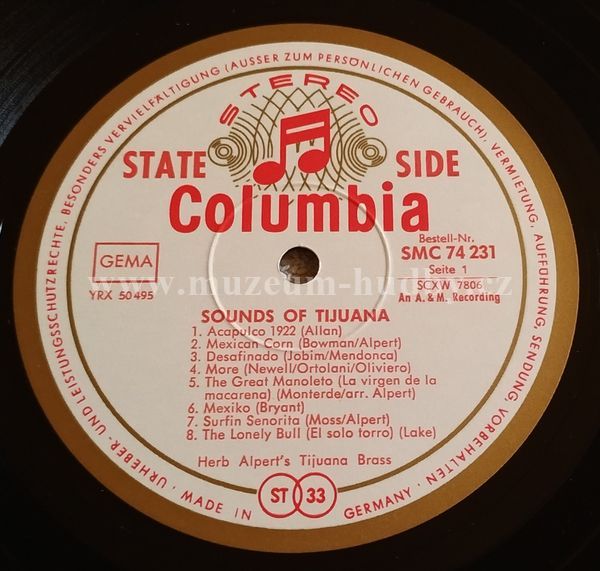 URHEBER- UND LEISTUNGSSCHUTZRECHTE, BESONDERS VERVIELFÄLTIGUNG (AUSSER ZUM PERSÖNLICHEN GEBRAUCH), VERMIETUNG, AUFFÜHRUNG, SENDUNG, VORBEHALTEN ·
STEREO
STATE SIDE
Columbia
Bestell-Nr.
GEMA SMC 74 231
Seite 1
YRX 50 495 SCXW 7806
An A. & M. Recording
www.muzeum-hudby.cz
SOUNDS OF TIJUANA
1. Acapulco 1922 (Allan)
2. Mexican Corn (Bowman/Alpert)
3. Desafinado (Jobim/Mendonca)
4. More (Newell/Ortolani/Oliviero)
5. The Great Manoleto (La virgen de la
macarena) (Monterde/arr. Alpert)
6. Mexiko (Bryant)
7. Surfin Senorita (Moss/Alpert)
8. The Lonely Bull (El solo torro) (Lake)
Herb Alpert's Tijuana Brass
ST 33
MADE IN GERMANY ·